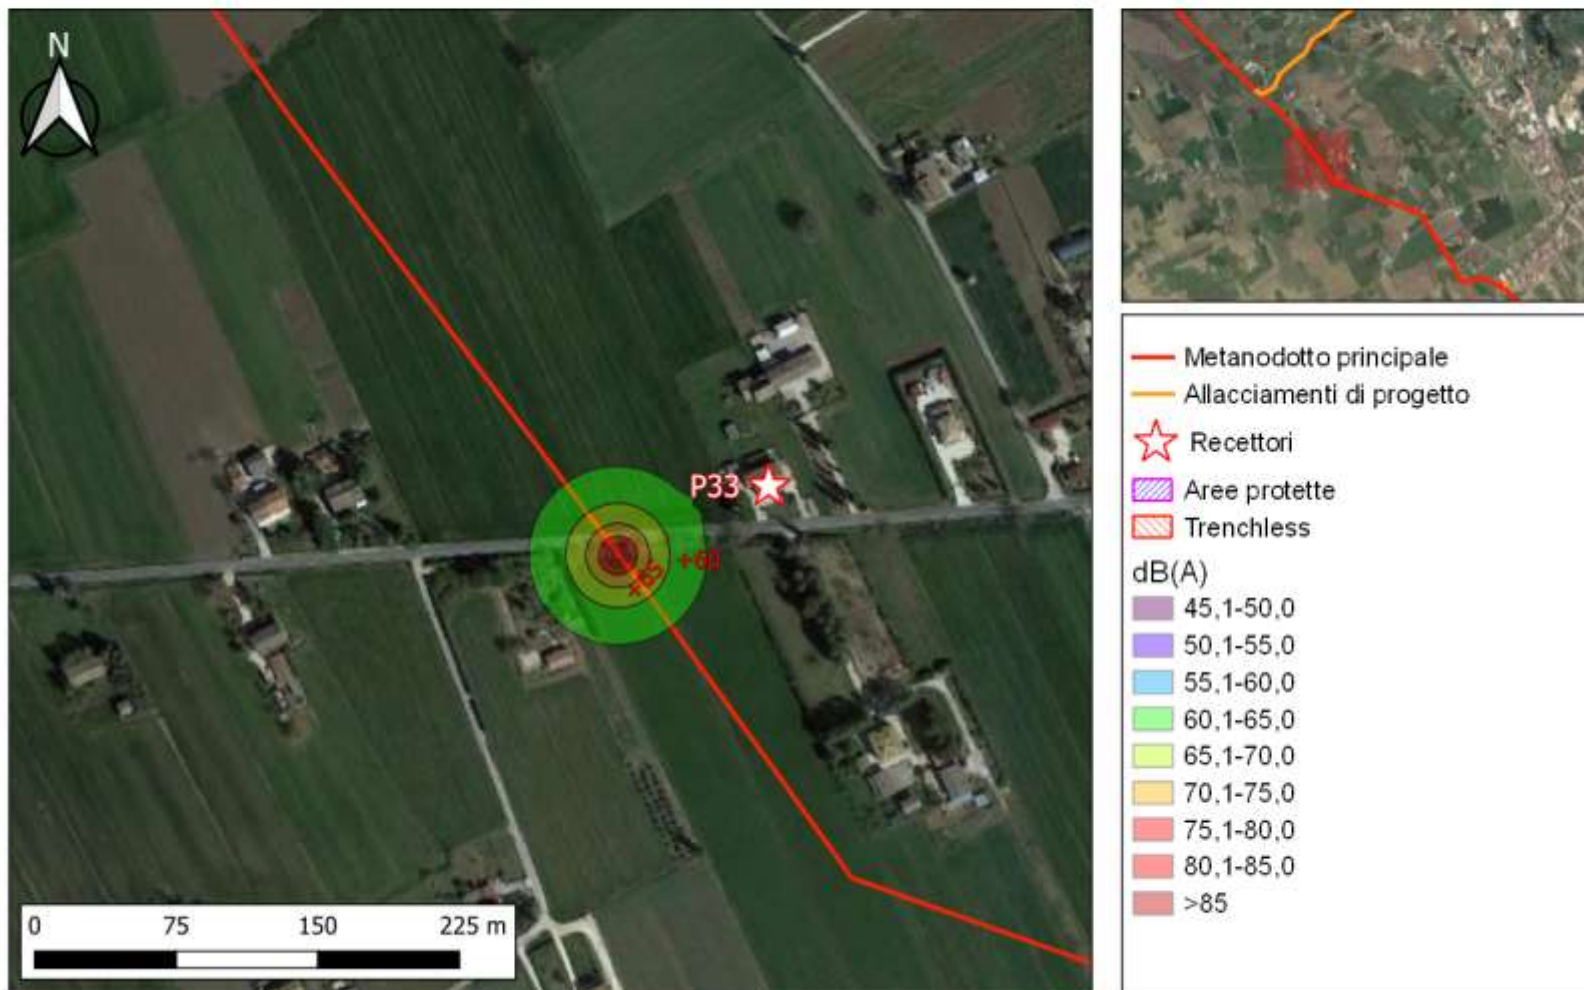 N
P33
+60
+65
0 75 150 225 m
Metanodotto principale
Allacciamenti di progetto
Recettori
Aree protette
Trenchless
dB(A)
45,1-50,0
50,1-55,0
55,1-60,0
60,1-65,0
65,1-70,0
70,1-75,0
75,1-80,0
80,1-85,0
>85